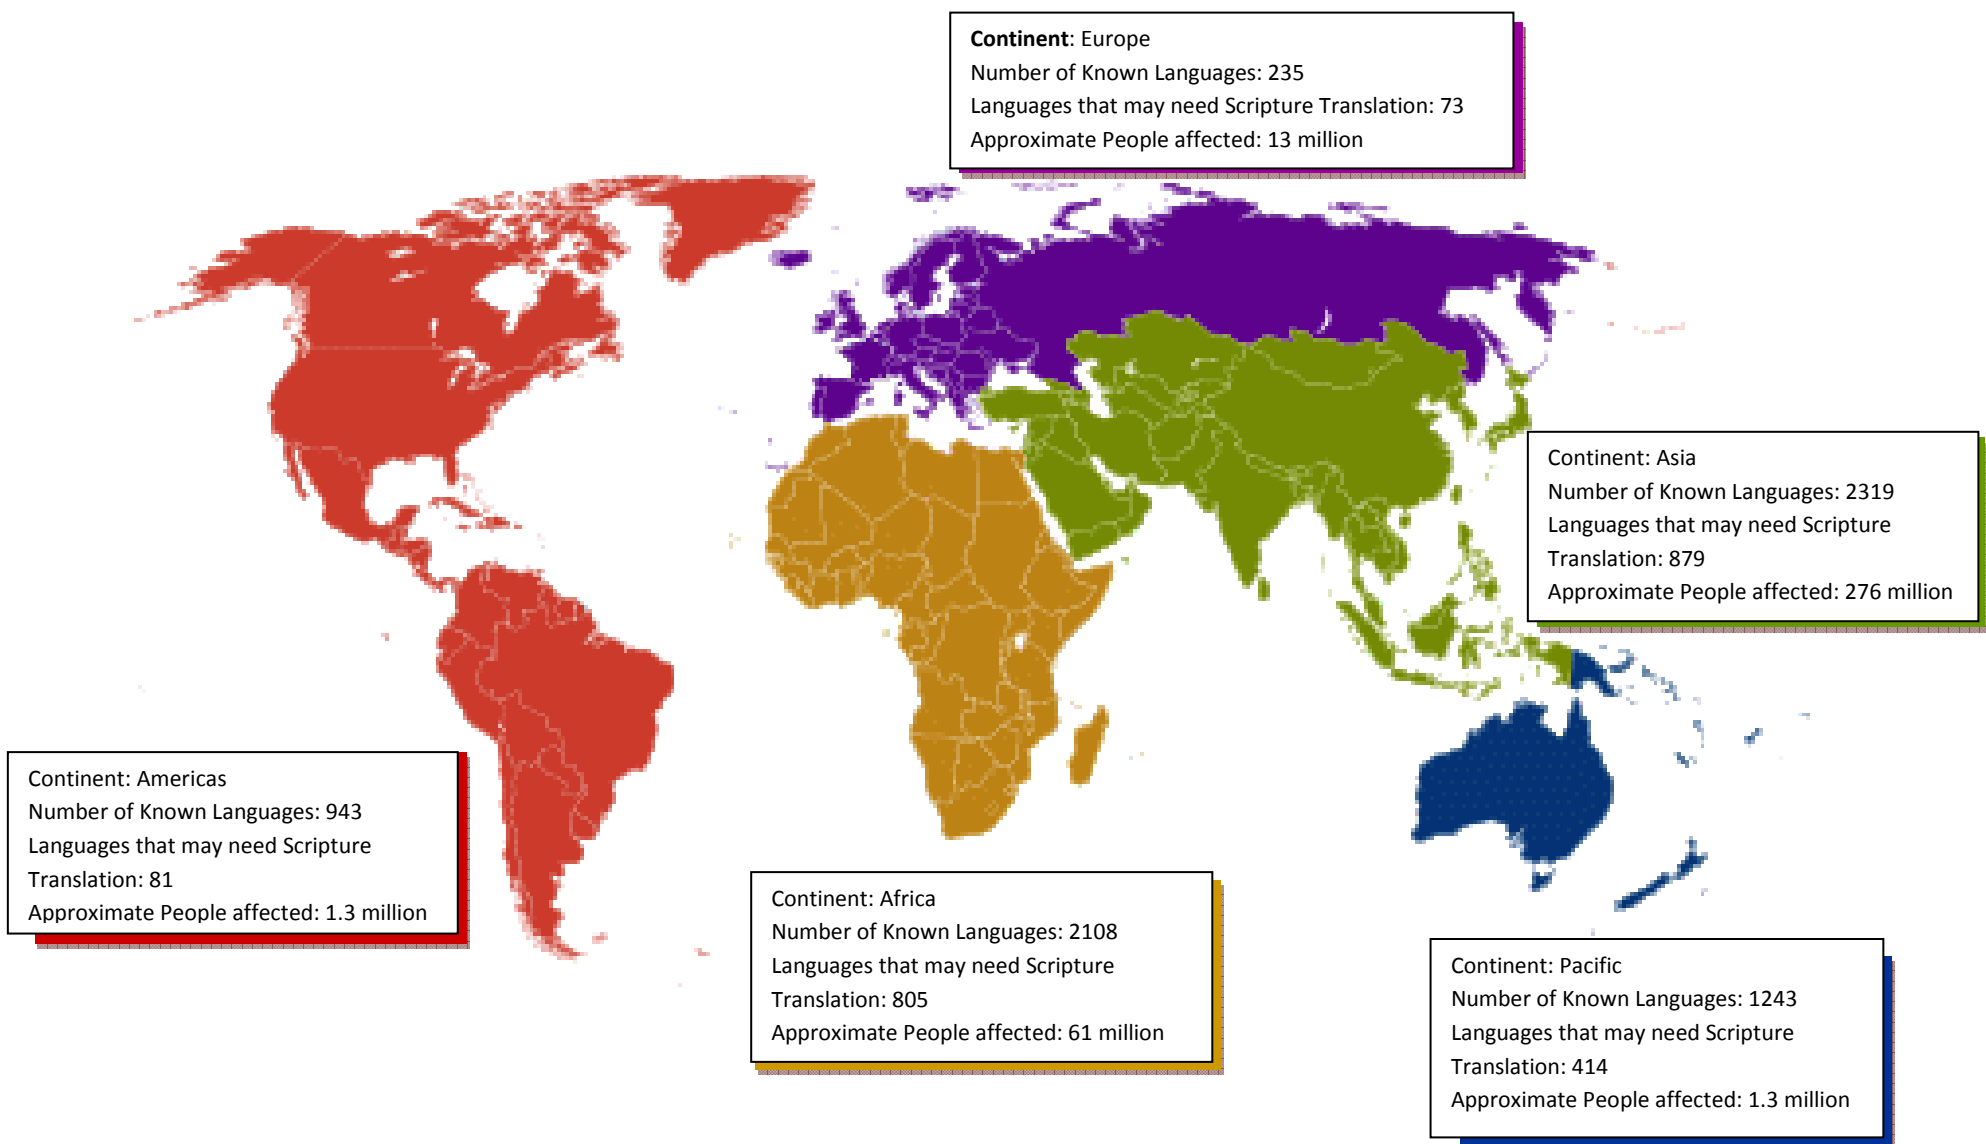 Continent: Europe
Number of Known Languages: 235
Languages that may need Scripture Translation: 73
Approximate People affected: 13 million
Continent: Asia
Number of Known Languages: 2319
Languages that may need Scripture
Translation: 879
Approximate People affected: 276 million
Continent: Americas
Number of Known Languages: 943
Languages that may need Scripture
Translation: 81
Approximate People affected: 1.3 million
Continent: Africa
Number of Known Languages: 2108
Languages that may need Scripture
Translation: 805
Approximate People affected: 61 million
Continent: Pacific
Number of Known Languages: 1243
Languages that may need Scripture
Translation: 414
Approximate People affected: 1.3 million